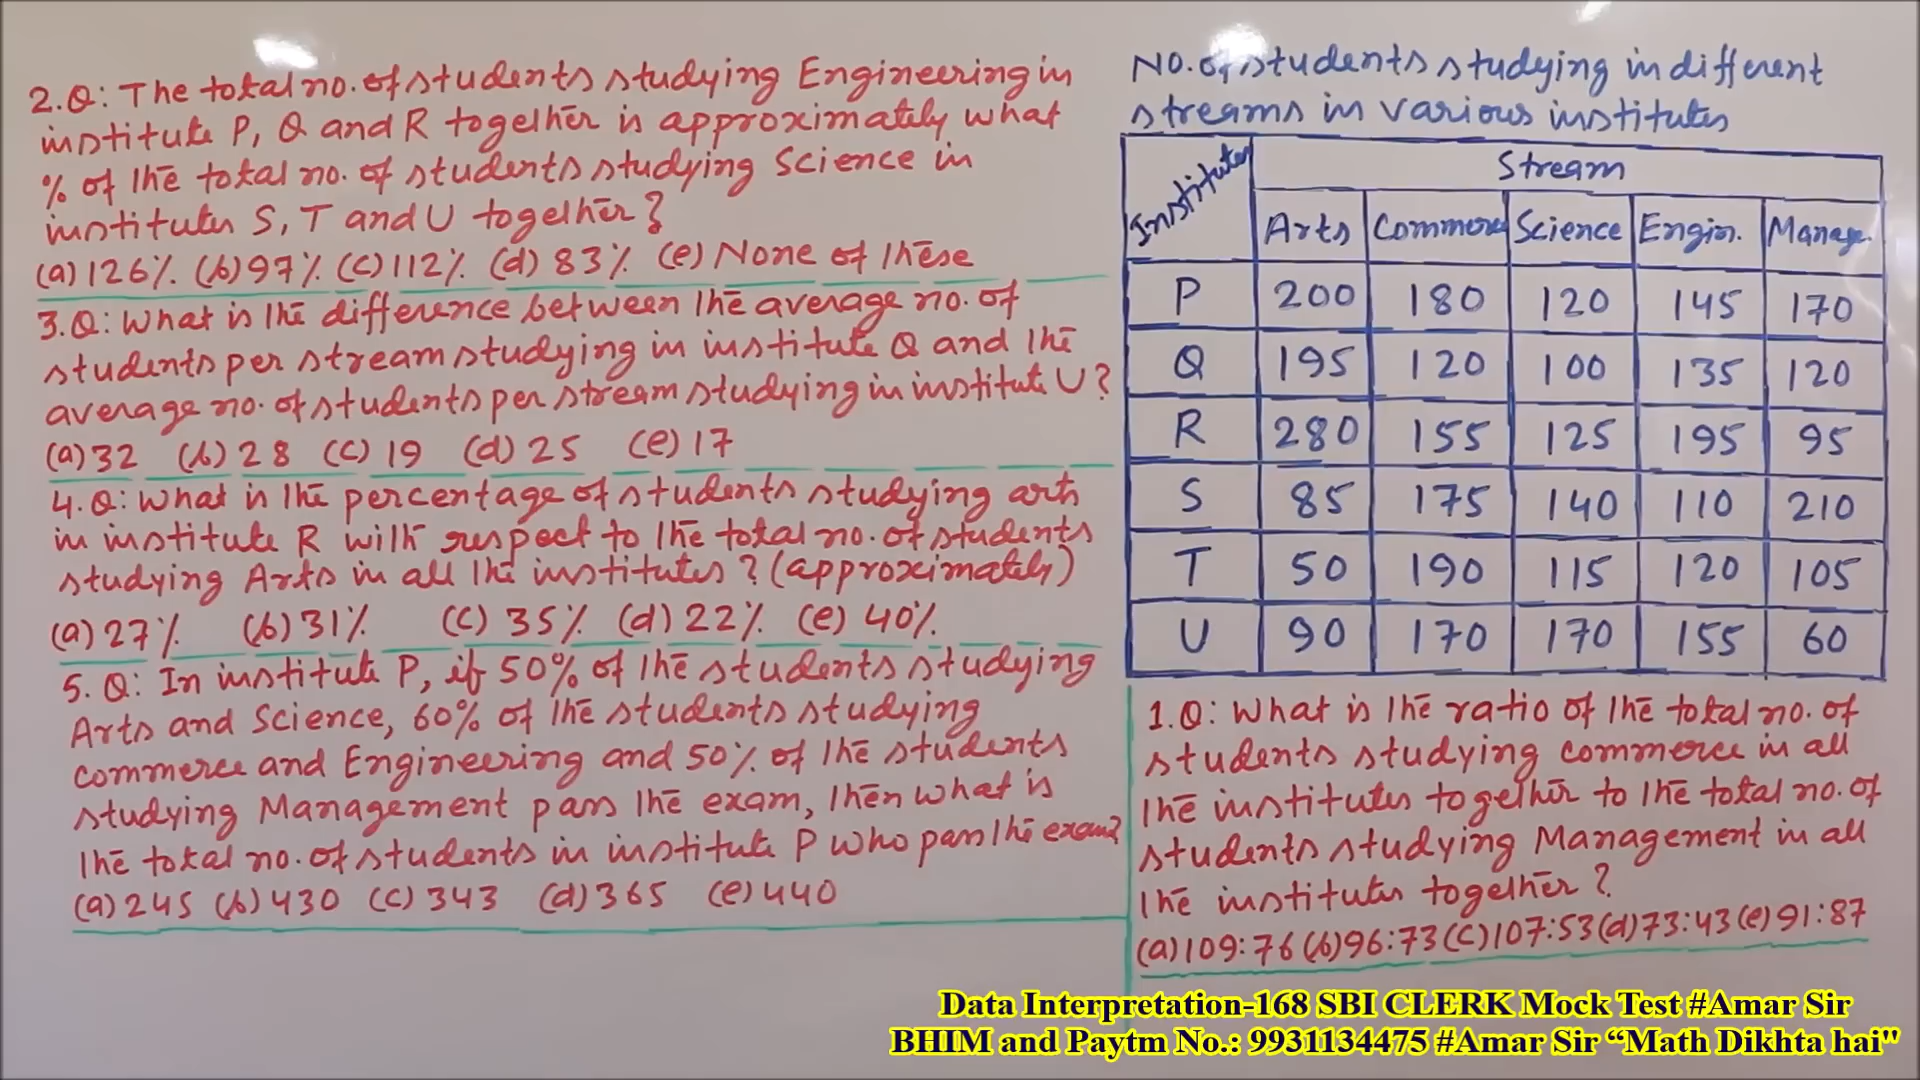 2.Q: The total no. of students studying Engineering in
institute P, Q and R together is approximately what
% of the total no. of students studying Science in
institutes S, T and U together?
(a) 126% (b) 97% (c) 112% (d) 83% (e) None of these
3.Q: What is the difference between the average no. of
students per stream studying in institute Q and the
average no. of students per stream studying in institute U?
(a) 32 (b) 28 (c) 19 (d) 25 (e) 17
4.Q: What is the percentage of students studying arts
in institute R with respect to the total no. of students
studying Arts in all the institutes? (approximately)
(a) 27% (b) 31% (c) 35% (d) 22% (e) 40%
5.Q: In institute P, if 50% of the students studying
Arts and Science, 60% of the students studying
commerce and Engineering and 50% of the students
studying Management pass the exam, then what is
the total no. of students in institute P who pass the exam?
(a) 245 (b) 430 (c) 343 (d) 365 (e) 440
No. of students studying in different
streams in various institutes
Institutes Stream
Arts Commerce Science Engin. Manage.
P 200 180 120 145 170
Q 195 120 100 135 120
R 280 155 125 195 95
S 85 175 140 110 210
T 50 190 115 120 105
U 90 170 170 155 60
1.Q: What is the ratio of the total no. of
students studying commerce in all
the institutes together to the total no. of
students studying Management in all
the institutes together?
(a) 109:76 (b) 96:73 (c) 107:53 (d) 73:43 (e) 91:87
Data Interpretation-168 SBI CLERK Mock Test #Amar Sir
BHIM and Paytm No.: 9931134475 #Amar Sir “Math Dikhta hai"